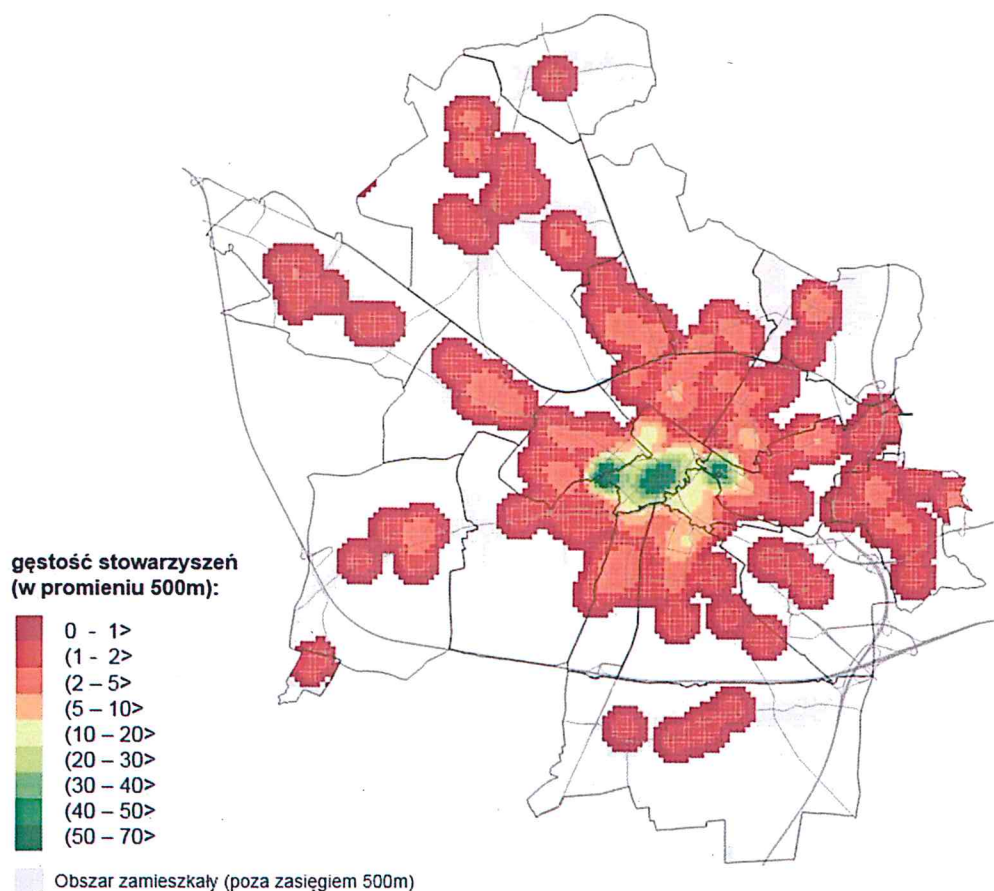 gęstość stowarzyszeń
(w promieniu 500m):
0 - 1>
(1 - 2>
(2 – 5>
(5 – 10>
(10 – 20>
(20 – 30>
(30 – 40>
(40 – 50>
(50 – 70>
Obszar zamieszkały (poza zasięgiem 500m)